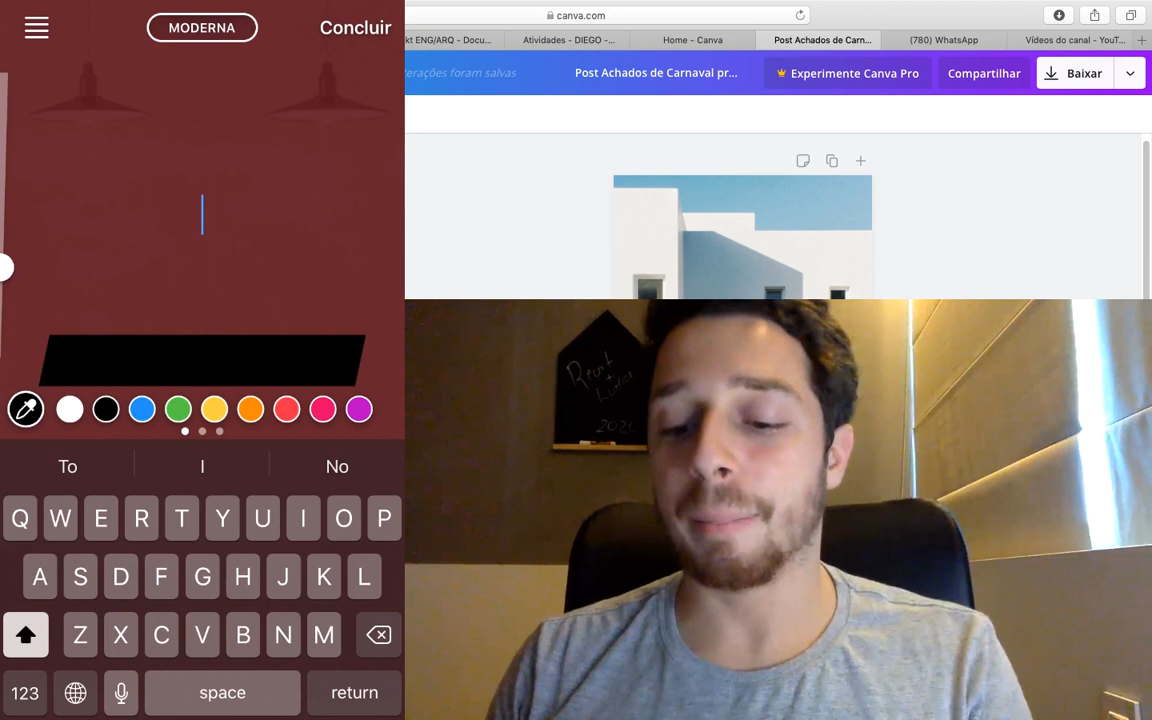 MODERNA
Concluir
To
I
No
Q W E R T Y U I O P
A S D F G H J K L
Z X C V B N M
123
space
return
canva.com
kt ENG/ARQ - Docu...
Atividades - DIEGO -...
Home - Canva
Post Achados de Carn...
(780) WhatsApp
Vídeos do canal - YouT...
terações foram salvas
Post Achados de Carnaval pr...
Experimente Canva Pro
Compartilhar
Baixar
+
2020